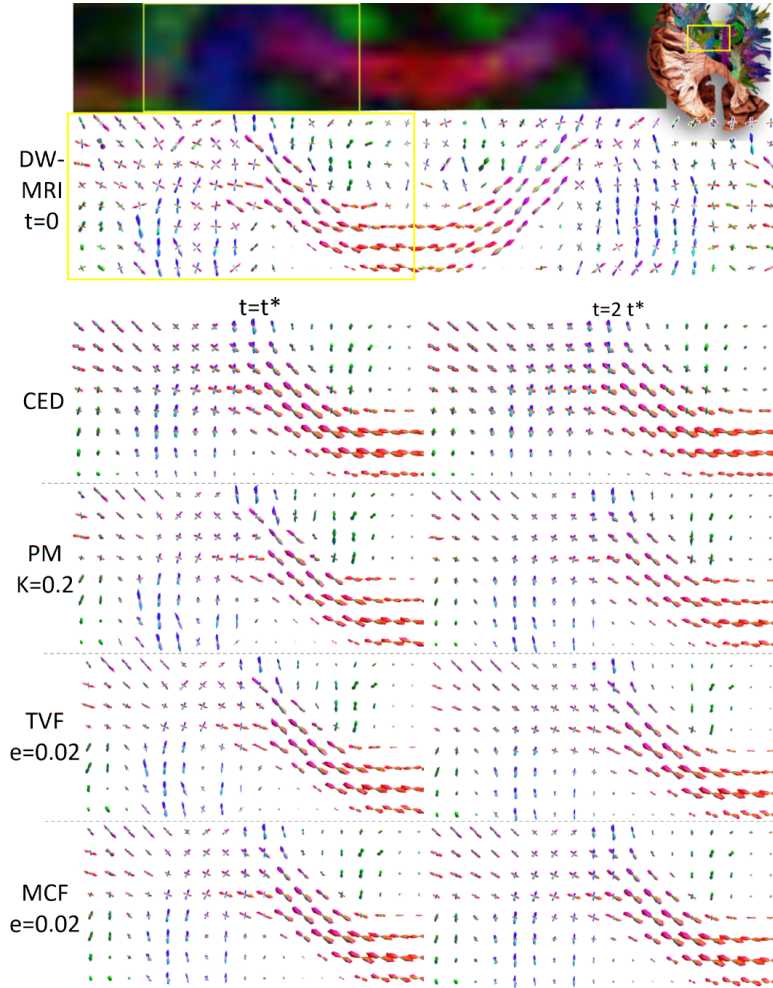 DW-
MRI
t=0
t=t*
t=2 t*
CED
PM
K=0.2
TVF
e=0.02
MCF
e=0.02